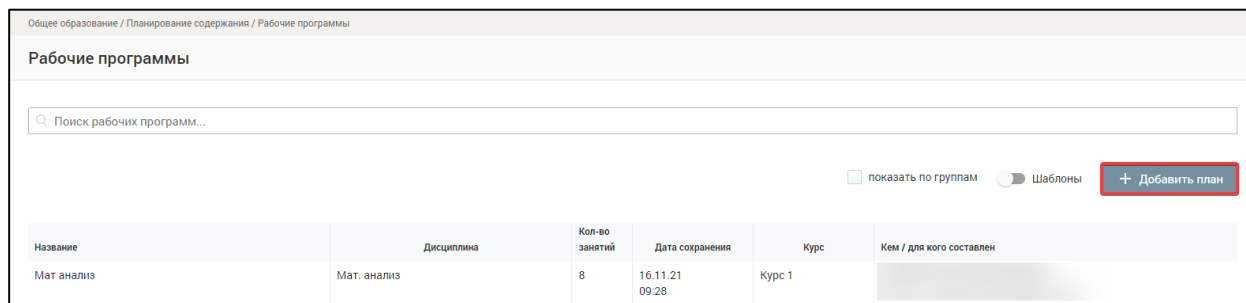 Общее образование / Планирование содержания / Рабочие программы
Рабочие программы
Поиск рабочих программ...
показать по группам Шаблоны + Добавить план
Название Дисциплина Кол-во занятий Дата сохранения Курс Кем / для кого составлен
Мат анализ Мат. анализ 8 16.11.21 Курс 1
09:28